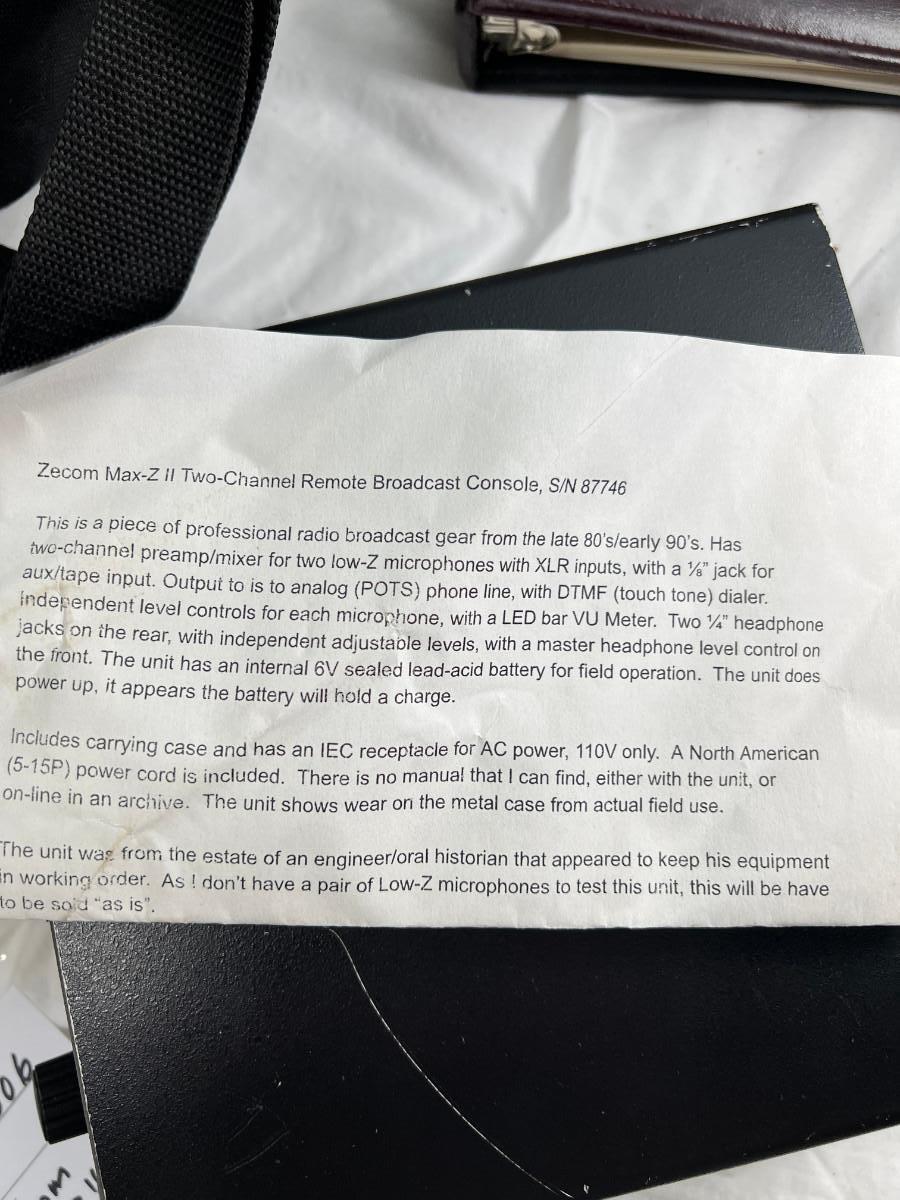 Zecom Max-Z II Two-Channel Remote Broadcast Console, S/N 87746
This is a piece of professional radio broadcast gear from the late 80's/early 90's. Has
two-channel preamp/mixer for two low-Z microphones with XLR inputs, with a ⅛" jack for
aux/tape input. Output to is to analog (POTS) phone line, with DTMF (touch tone) dialer.
Independent level controls for each microphone, with a LED bar VU Meter. Two ¼" headphone
jacks on the rear, with independent adjustable levels, with a master headphone level control on
the front. The unit has an internal 6V sealed lead-acid battery for field operation. The unit does
power up, it appears the battery will hold a charge.
Includes carrying case and has an IEC receptacle for AC power, 110V only. A North American
(5-15P) power cord is included. There is no manual that I can find, either with the unit, or
on-line in an archive. The unit shows wear on the metal case from actual field use.
The unit was from the estate of an engineer/oral historian that appeared to keep his equipment
in working order. As I don't have a pair of Low-Z microphones to test this unit, this will be have
to be sold "as is".